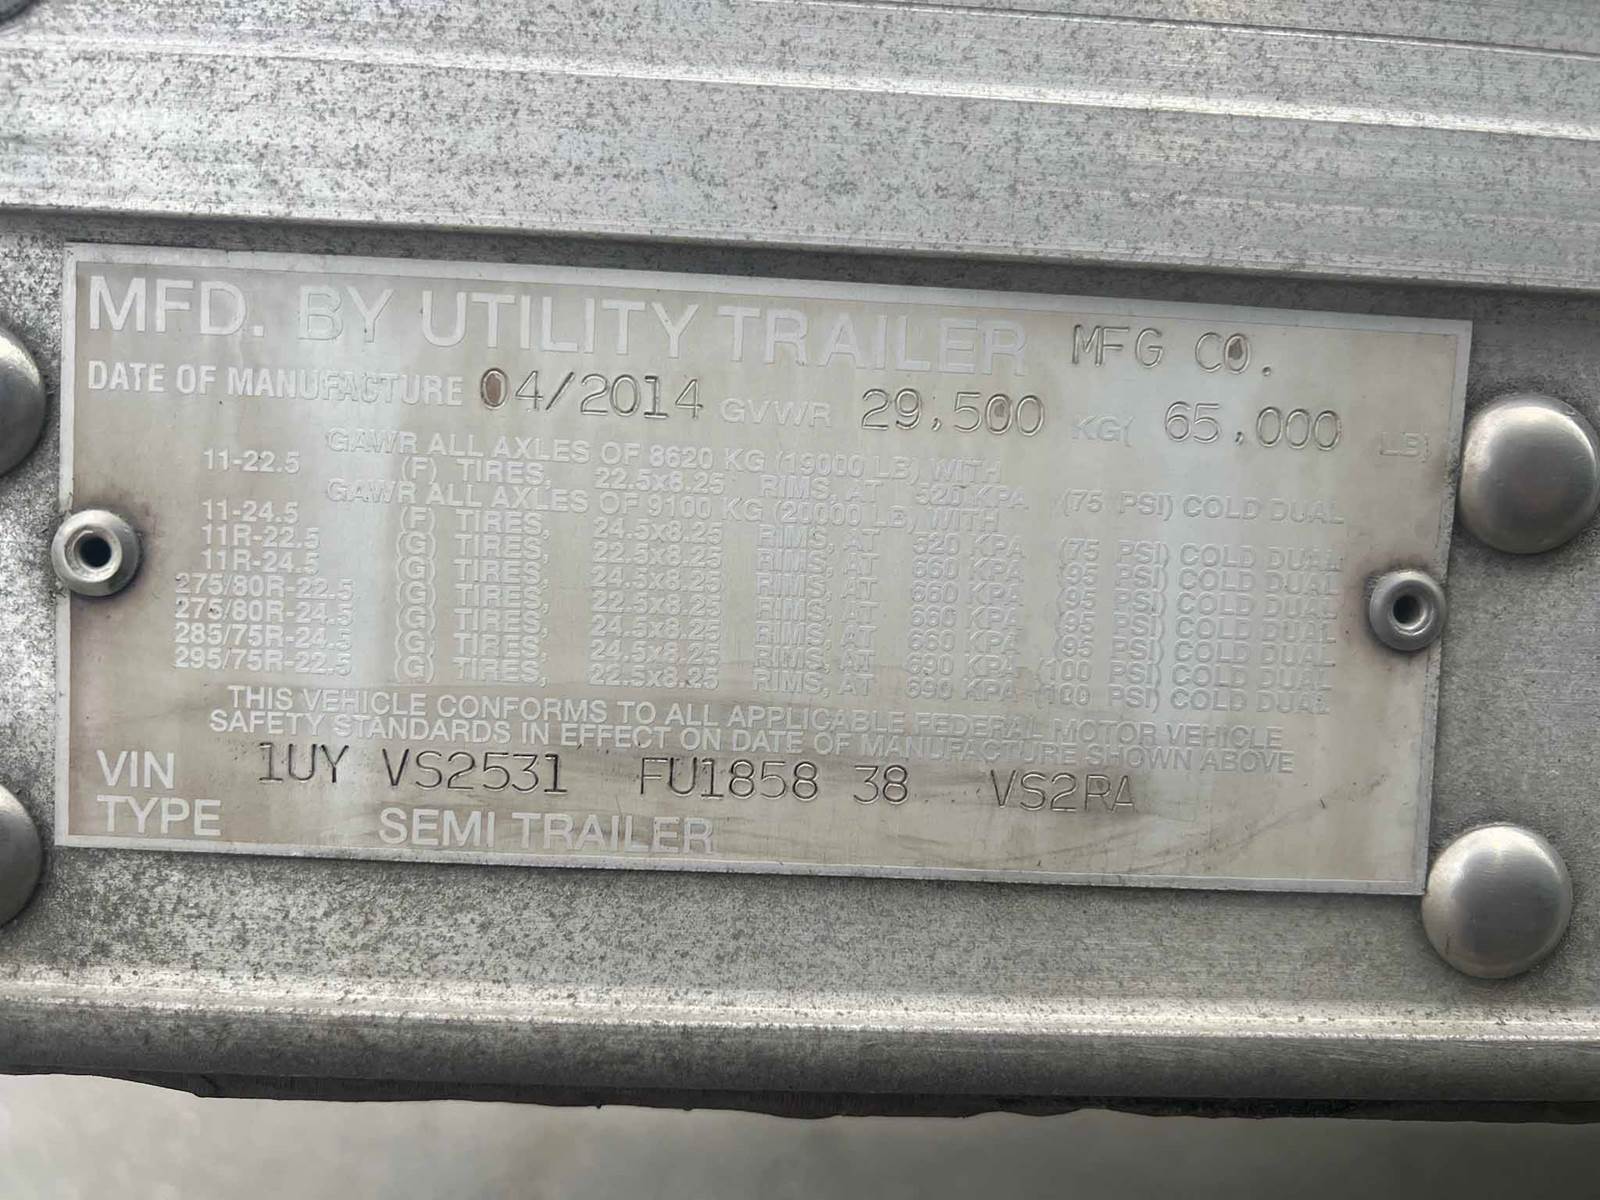 MFD. BY UTILITY TRAILER MFG CO.
DATE OF MANUFACTURE 04/2014 GVWR 29,500 KG( 65,000 LB)
GAWR ALL AXLES OF 8620 KG (19000 LB) WITH
11-22.5 (F) TIRES, 22.5x8.25 RIMS, AT 520 KPA (75 PSI) COLD DUAL
GAWR ALL AXLES OF 9100 KG (20000 LB) WITH
11-24.5 (F) TIRES, 24.5x8.25 RIMS, AT 520 KPA (75 PSI) COLD DUAL
11R-22.5 (G) TIRES, 22.5x8.25 RIMS, AT 660 KPA (95 PSI) COLD DUAL
11R-24.5 (G) TIRES, 24.5x8.25 RIMS, AT 660 KPA (95 PSI) COLD DUAL
275/80R-22.5 (G) TIRES, 22.5x8.25 RIMS, AT 660 KPA (95 PSI) COLD DUAL
275/80R-24.5 (G) TIRES, 24.5x8.25 RIMS, AT 660 KPA (95 PSI) COLD DUAL
285/75R-24.5 (G) TIRES, 24.5x8.25 RIMS, AT 690 KPA (100 PSI) COLD DUAL
295/75R-22.5 (G) TIRES, 22.5x8.25 RIMS, AT 690 KPA (100 PSI) COLD DUAL
THIS VEHICLE CONFORMS TO ALL APPLICABLE FEDERAL MOTOR VEHICLE
SAFETY STANDARDS IN EFFECT ON DATE OF MANUFACTURE SHOWN ABOVE
VIN 1UY VS2531 FU1858 38 VS2RA
TYPE SEMI TRAILER